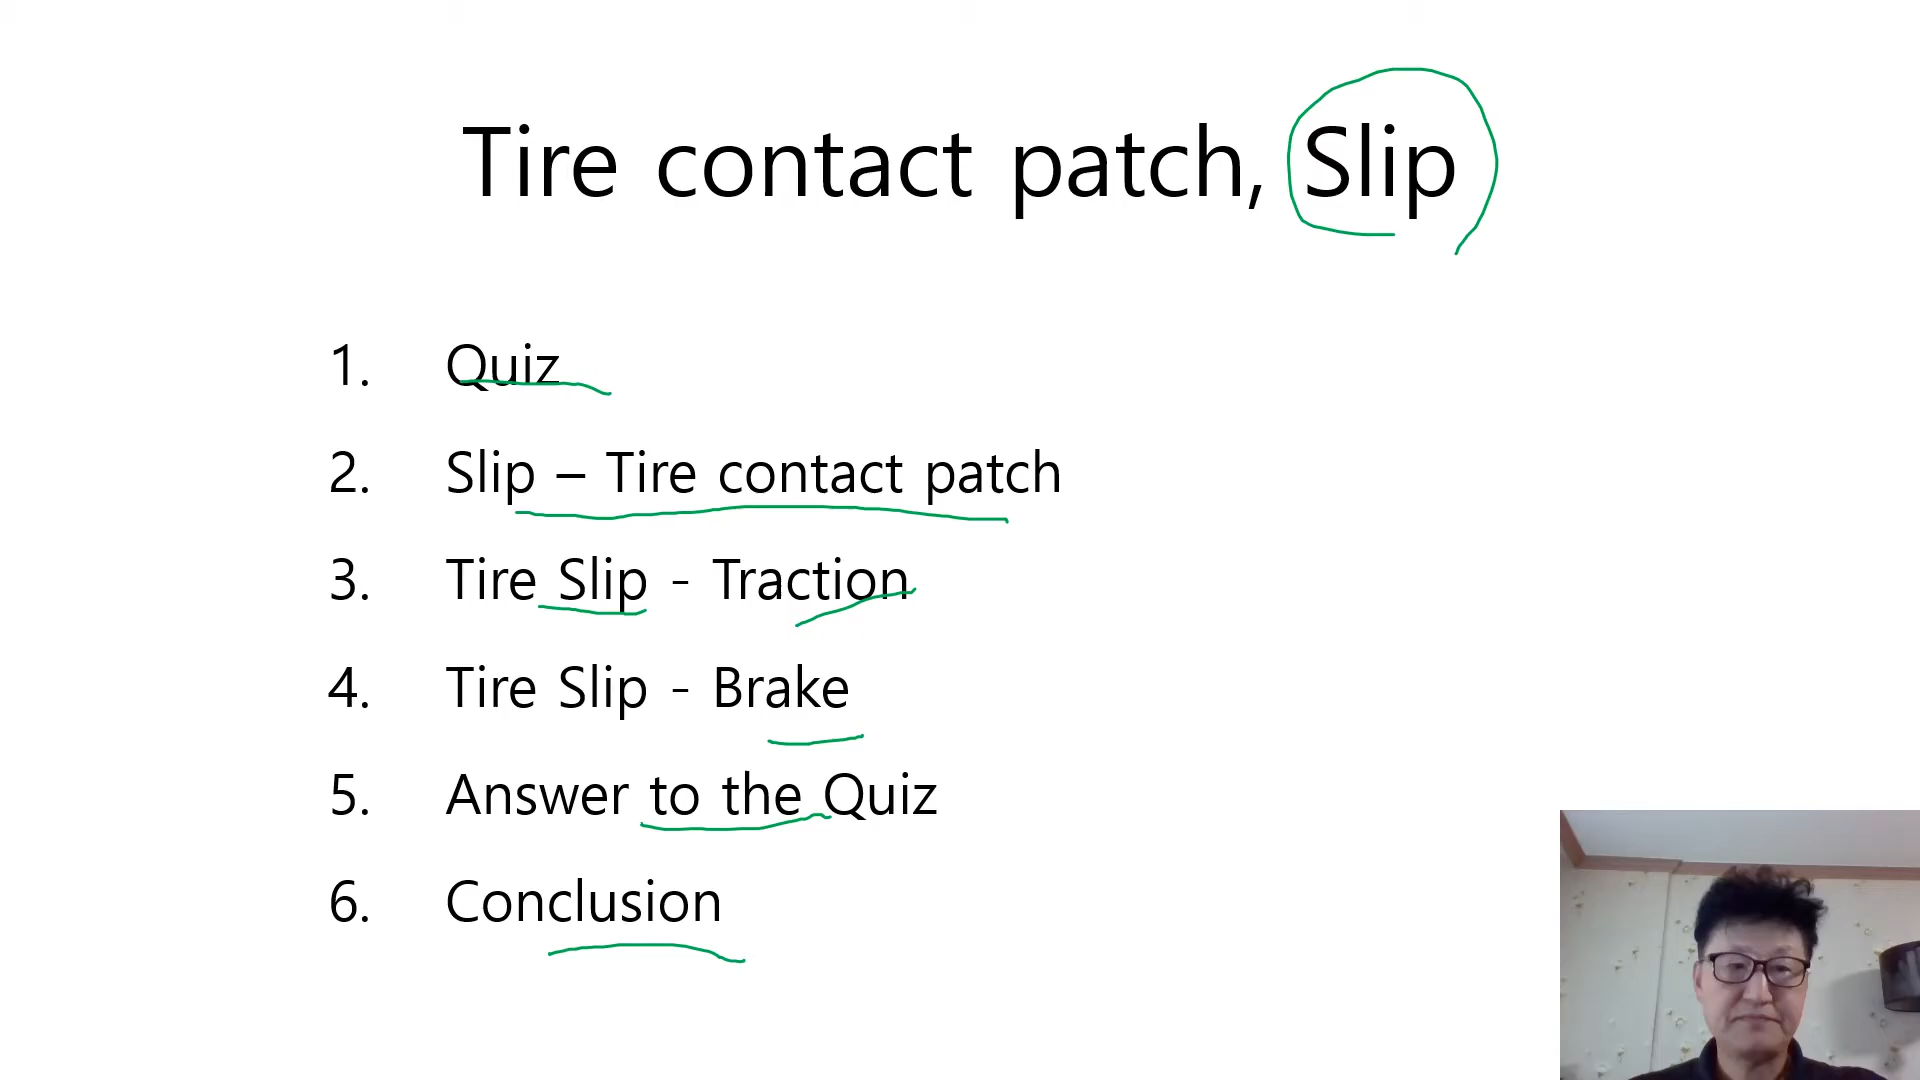 Tire contact patch, Slip
1. Quiz
2. Slip – Tire contact patch
3. Tire Slip - Traction
4. Tire Slip - Brake
5. Answer to the Quiz
6. Conclusion